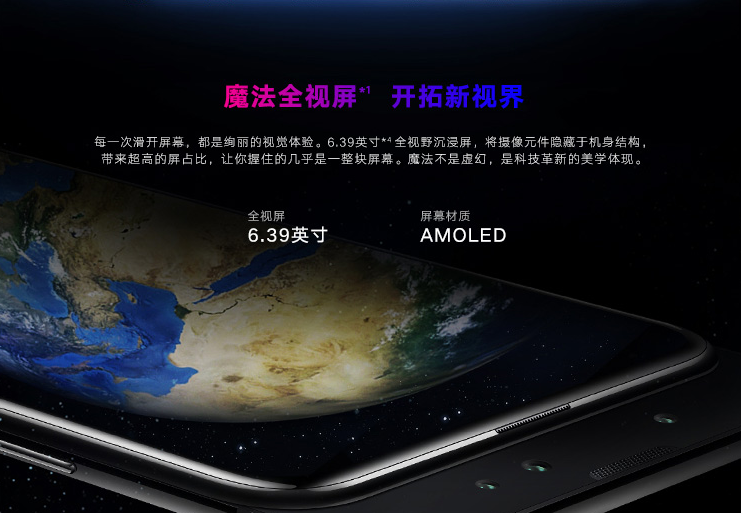 魔法全视屏*1 开拓新视界
每一次滑开屏幕，都是绚丽的视觉体验。6.39英寸*4 全视野沉浸屏，将摄像元件隐藏于机身结构，
带来超高的屏占比，让你握住的几乎是一整块屏幕。魔法不是虚幻，是科技革新的美学体现。
全视屏 屏幕材质
6.39英寸 AMOLED